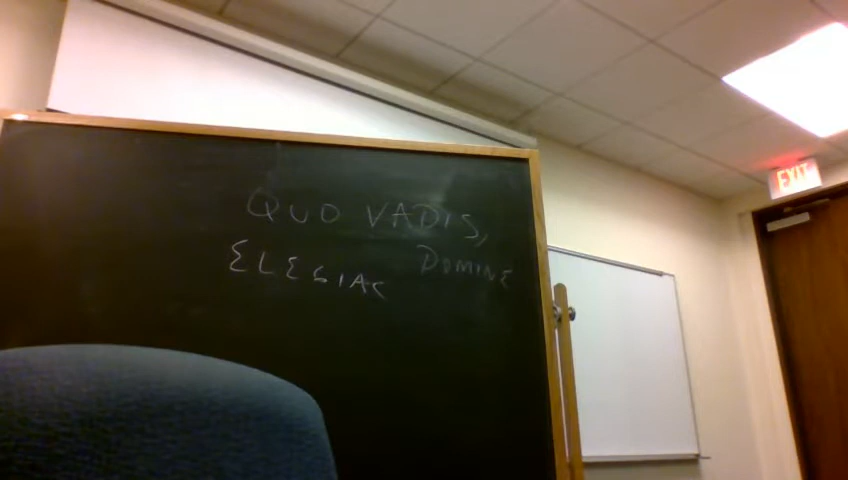 QUO VADIS,
DOMINE
ELEGIAC
EXIT